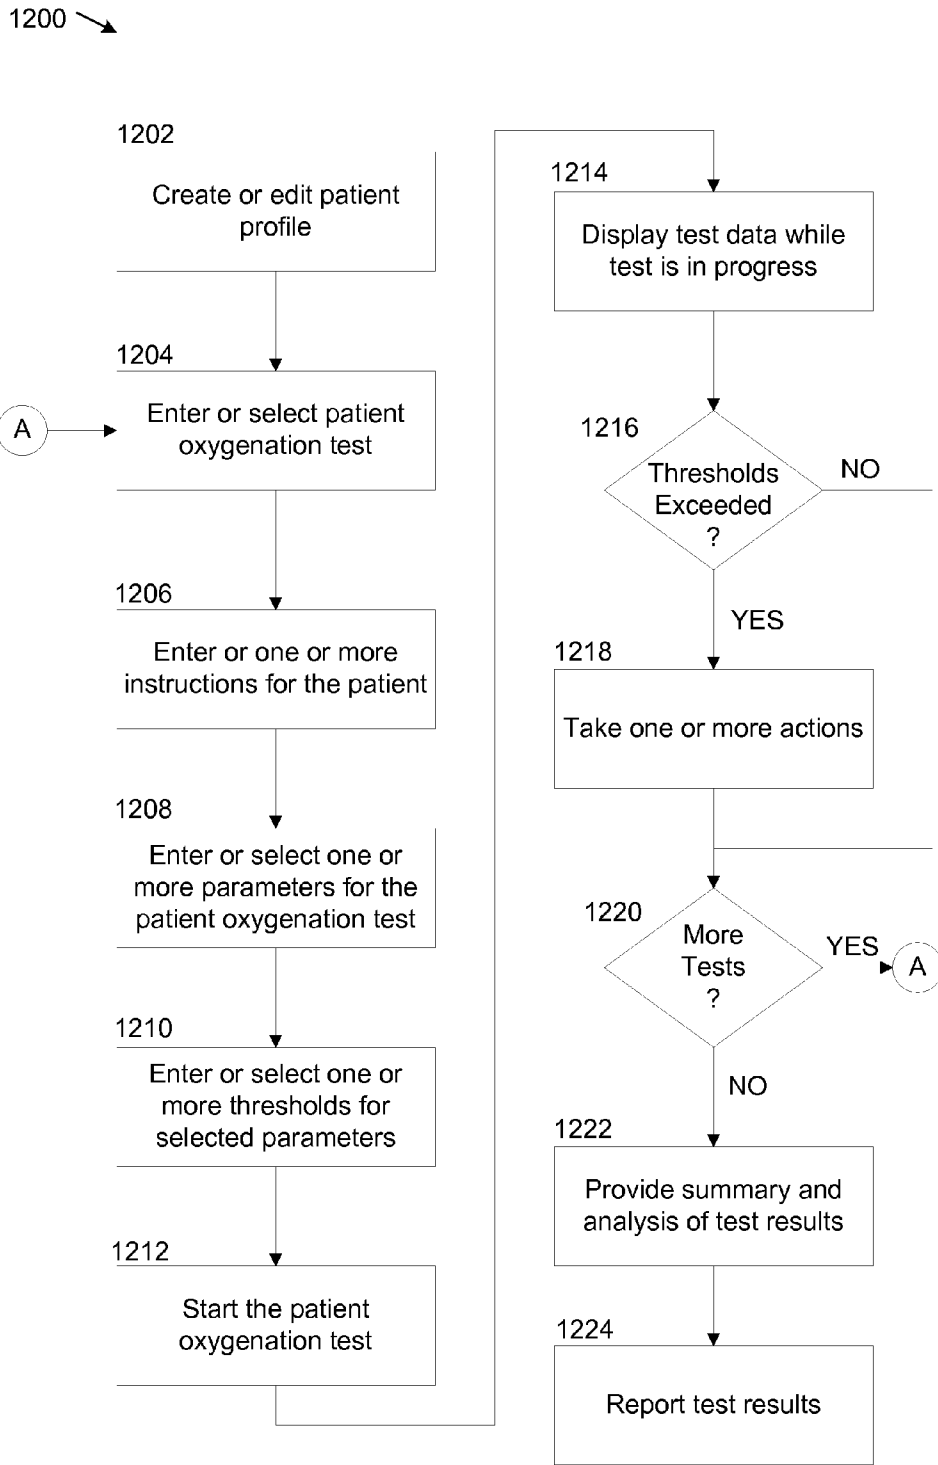 1200
1202
Create or edit patient
profile
1204
A
Enter or select patient
oxygenation test
1206
Enter or one or more
instructions for the patient
1208
Enter or select one or
more parameters for the
patient oxygenation test
1210
Enter or select one or
more thresholds for
selected parameters
1212
Start the patient
oxygenation test
1214
Display test data while
test is in progress
1216
Thresholds
Exceeded
?
NO
YES
1218
Take one or more actions
1220
More
Tests
?
YES
A
NO
1222
Provide summary and
analysis of test results
1224
Report test results